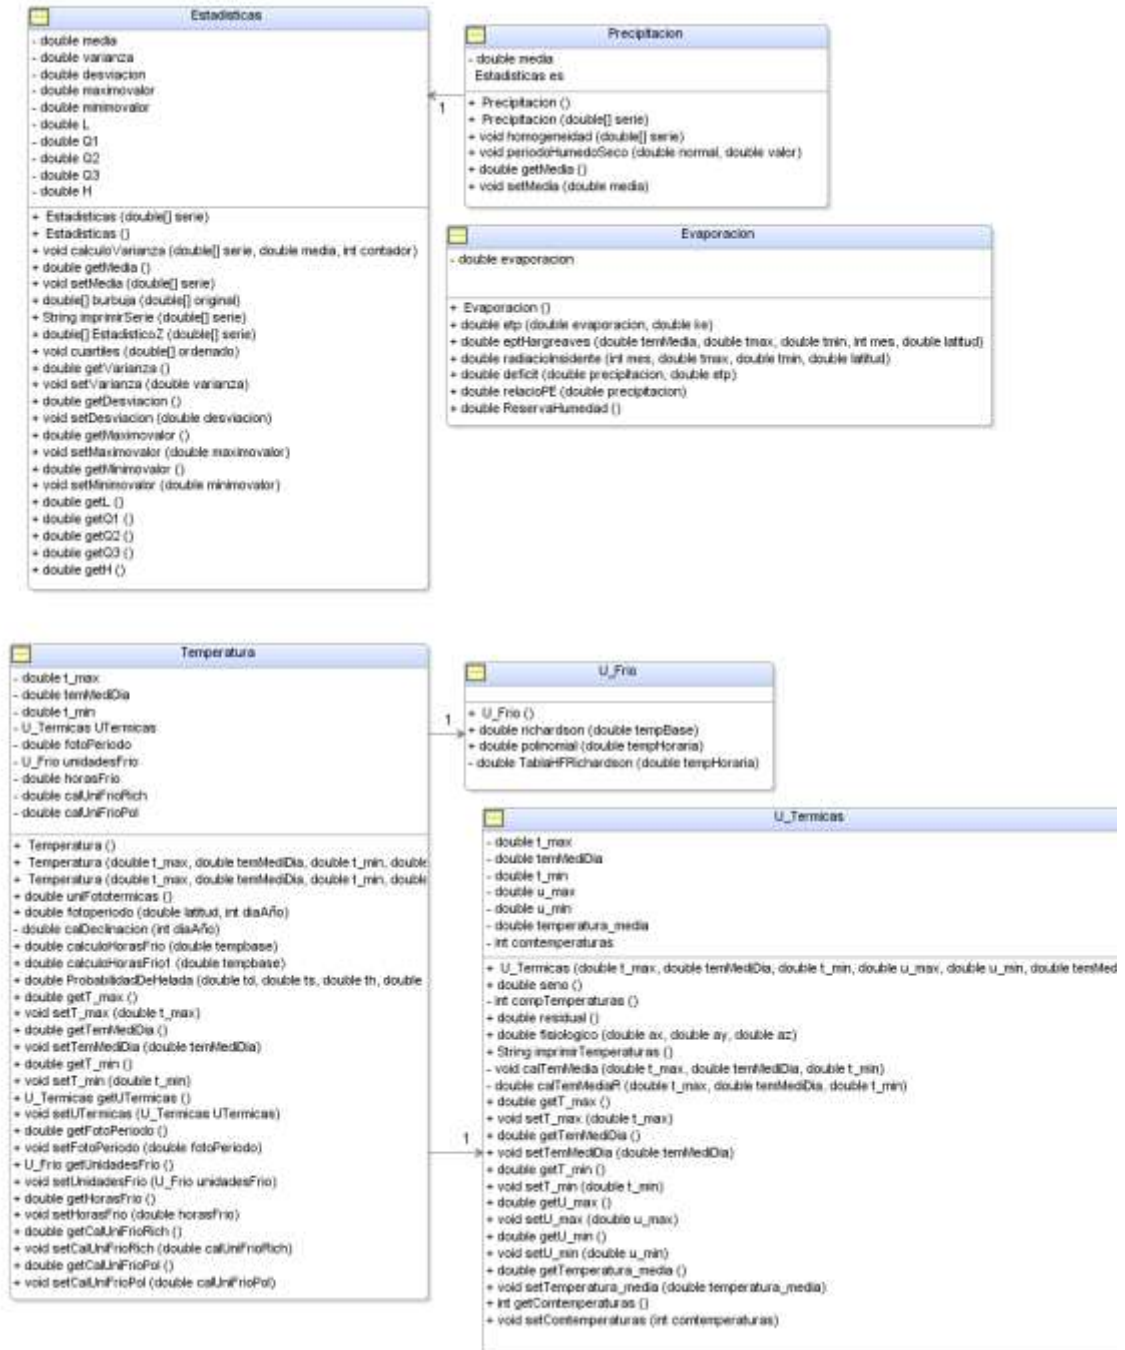 Estadisticas
- double media
- double varianza
- double desviacion
- double maximovalor
- double minimovalor
- double L
- double Q1
- double Q2
- double Q3
- double H
+ Estadisticas (double[] serie)
+ Estadisticas ()
+ void calculoVarianza (double[] serie, double media, int contador)
+ double getMedia ()
+ void setMedia (double[] serie)
+ double[] burbuja (double[] original)
+ String imprimirSerie (double[] serie)
+ double[] EstadisticoZ (double[] serie)
+ void cuartiles (double[] ordenado)
+ double getVarianza ()
+ void setVarianza (double varianza)
+ double getDesviacion ()
+ void setDesviacion (double desviacion)
+ double getMaximovalor ()
+ void setMaximovalor (double maximovalor)
+ double getMinimovalor ()
+ void setMinimovalor (double minimovalor)
+ double getL ()
+ double getQ1 ()
+ double getQ2 ()
+ double getQ3 ()
+ double getH ()
1
Precipitacion
- double media
Estadisticas es
+ Precipitacion ()
+ Precipitacion (double[] serie)
+ void homogeneidad (double[] serie)
+ void periodoHumedoSeco (double normal, double valor)
+ double getMedia ()
+ void setMedia (double media)
Evaporacion
- double evaporacion
+ Evaporacion ()
+ double etp (double evaporacion, double ke)
+ double eptHargreaves (double temMedia, double tmax, double tmin, int mes, double latitud)
+ double radiacioInsidente (int mes, double tmax, double tmin, double latitud)
+ double deficit (double precipitacion, double etp)
+ double relacioPE (double precipitacion)
+ double ReservaHumedad ()
Temperatura
- double t_max
- double temMediDia
- double t_min
- U_Termicas UTermicas
- double fotoPeriodo
- U_Frio unidadesFrio
- double horasFrio
- double calUniFrioRich
- double calUniFrioPol
+ Temperatura ()
+ Temperatura (double t_max, double temMediDia, double t_min, double
+ Temperatura (double t_max, double temMediDia, double t_min, double
+ double uniFototermicas ()
+ double fotoperiodo (double latitud, int diaAño)
- double calDeclinacion (int diaAño)
+ double calculoHorasFrio (double tempbase)
+ double calculoHorasFrio1 (double tempbase)
+ double ProbabilidadDeHelada (double td, double ts, double th, double
+ double getT_max ()
+ void setT_max (double t_max)
+ double getTemMediDia ()
+ void setTemMediDia (double temMediDia)
+ double getT_min ()
+ void setT_min (double t_min)
+ U_Termicas getUTermicas ()
+ void setUTermicas (U_Termicas UTermicas)
+ double getFotoPeriodo ()
+ void setFotoPeriodo (double fotoPeriodo)
+ U_Frio getUnidadesFrio ()
+ void setUnidadesFrio (U_Frio unidadesFrio)
+ double getHorasFrio ()
+ void setHorasFrio (double horasFrio)
+ double getCalUniFrioRich ()
+ void setCalUniFrioRich (double calUniFrioRich)
+ double getCalUniFrioPol ()
+ void setCalUniFrioPol (double calUniFrioPol)
1
U_Frio
+ U_Frio ()
+ double richardson (double tempBase)
+ double polinomial (double tempHoraria)
- double TablaHFRichardson (double tempHoraria)
1
U_Termicas
- double t_max
- double temMediDia
- double t_min
- double u_max
- double u_min
- double temperatura_media
- int comtemperaturas
+ U_Termicas (double t_max, double temMediDia, double t_min, double u_max, double u_min, double temMed
+ double seno ()
- int compTemperaturas ()
+ double residual ()
+ double fisiologico (double ax, double ay, double az)
+ String imprimirTemperaturas ()
- void calTemMedia (double t_max, double temMediDia, double t_min)
- double calTemMediaR (double t_max, double temMediDia, double t_min)
+ double getT_max ()
+ void setT_max (double t_max)
+ double getTemMediDia ()
+ void setTemMediDia (double temMediDia)
+ double getT_min ()
+ void setT_min (double t_min)
+ double getU_max ()
+ void setU_max (double u_max)
+ double getU_min ()
+ void setU_min (double u_min)
+ double getTemperatura_media ()
+ void setTemperatura_media (double temperatura_media)
+ int getComtemperaturas ()
+ void setComtemperaturas (int comtemperaturas)